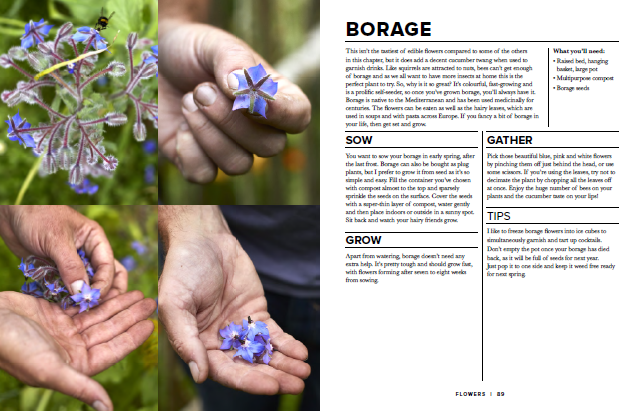 BORAGE
This isn't the tastiest of edible flowers compared to some of the others
in this chapter, but it does add a decent cucumber twang when used to
garnish drinks. Like squirrels are attracted to nuts, bees can't get enough
of borage and as we all want to have more insects at home this is the
perfect plant to try. So, why is it so great? It's colourful, fast-growing and
is a prolific self-seeder, so once you've grown borage, you'll always have it.
Borage is native to the Mediterranean and has been used medicinally for
centuries. The flowers can be eaten as well as the hairy leaves, which are
used in soups and with pasta across Europe. If you fancy a bit of borage in
your life, then get set and grow.
What you'll need:
• Raised bed, hanging
basket, large pot
• Multipurpose compost
• Borage seeds
SOW
You want to sow your borage in early spring, after
the last frost. Borage can also be bought as plug
plants, but I prefer to grow it from seed as it's so
simple and easy. Fill the container you've chosen
with compost almost to the top and sparsely
sprinkle the seeds on the surface. Cover the seeds
with a super-thin layer of compost, water gently
and then place indoors or outside in a sunny spot.
Sit back and watch your hairy friends grow.
GROW
Apart from watering, borage doesn't need any
extra help. It's pretty tough and should grow fast,
with flowers forming after seven to eight weeks
from sowing.
GATHER
Pick those beautiful blue, pink and white flowers
by pinching them off just behind the head, or use
some scissors. If you're using the leaves, try not to
decimate the plant by chopping all the leaves off
at once. Enjoy the huge number of bees on your
plants and the cucumber taste on your lips!
TIPS
I like to freeze borage flowers into ice cubes to
simultaneously garnish and tart up cocktails.
Don't empty the pot once your borage has died
back, as it will be full of seeds for next year.
Just pop it to one side and keep it weed free ready
for next spring.
FLOWERS | 89